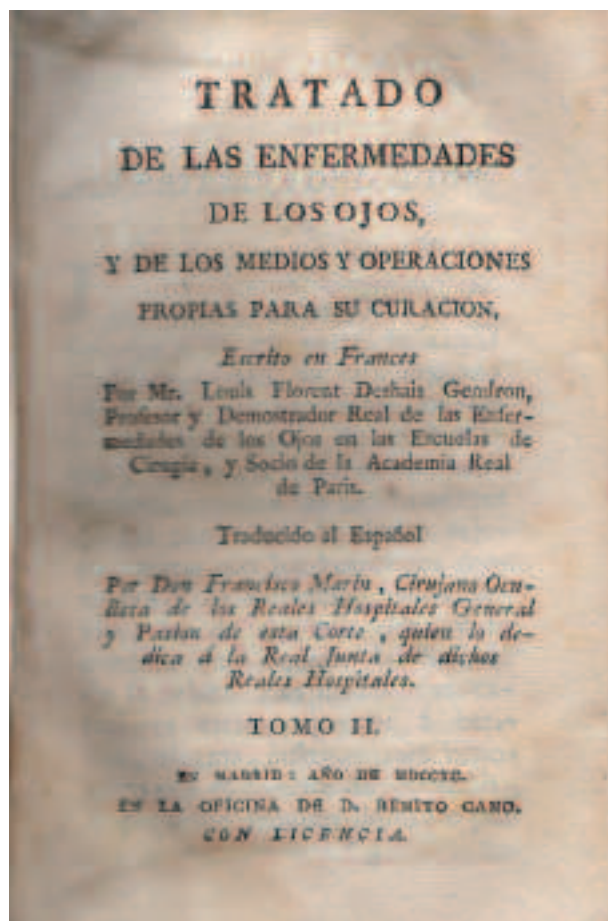 TRATADO
DE LAS ENFERMEDADES
DE LOS OJOS,
Y DE LOS MEDIOS Y OPERACIONES
PROPIAS PARA SU CURACION,
Escrito en Frances
Por Mr. Louis Florent Deshais Gendron,
Profesor y Demostrador Real de las Enfer-
medades de los Ojos en las Escuelas de
Cirugia, y Socio de la Academia Real
de Paris.
Traducido al Español
Por Don Francisco Marin, Cirujano Ocu-
lista de los Reales Hospitales General
y Pasion de esta Corte, quien lo de-
dica á la Real Junta de dichos
Reales Hospitales.
TOMO II.
EN MADRID: AÑO DE MDCCXC.
EN LA OFICINA DE D. BENITO CANO.
CON LICENCIA.